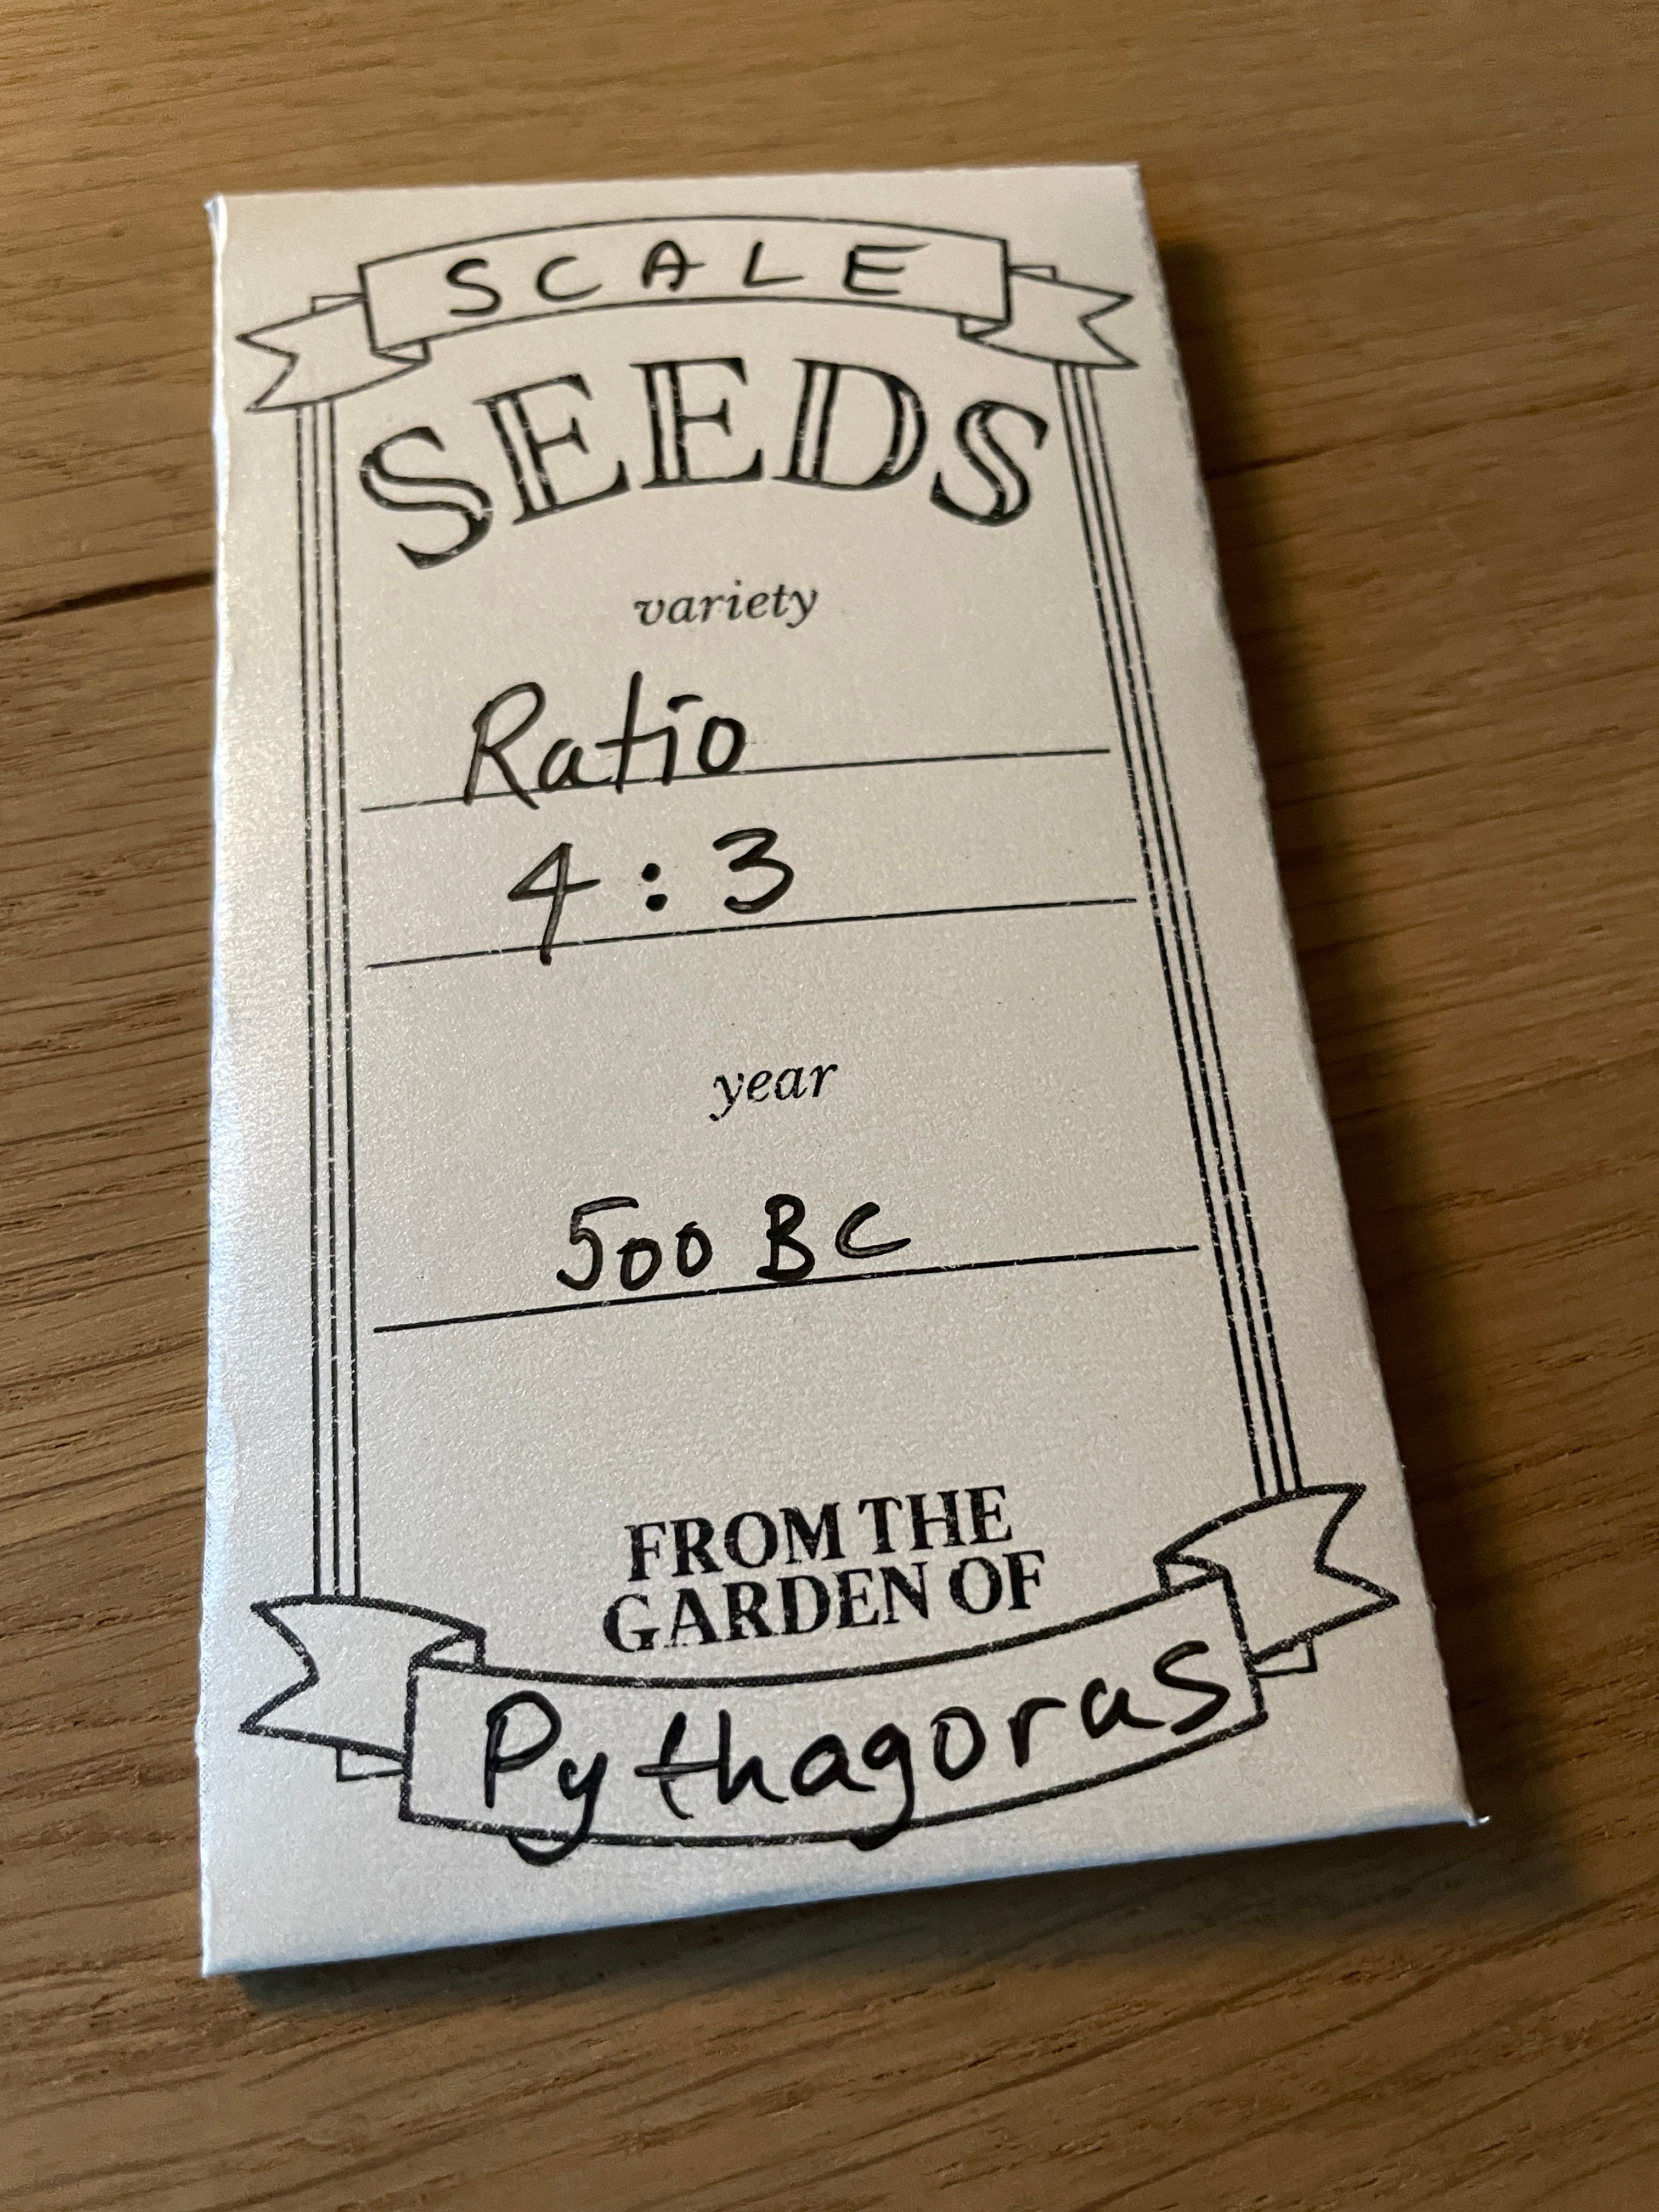 SCALE
SEEDS
variety
Ratio
4 : 3
year
500 BC
FROM THE
GARDEN OF
Pythagoras